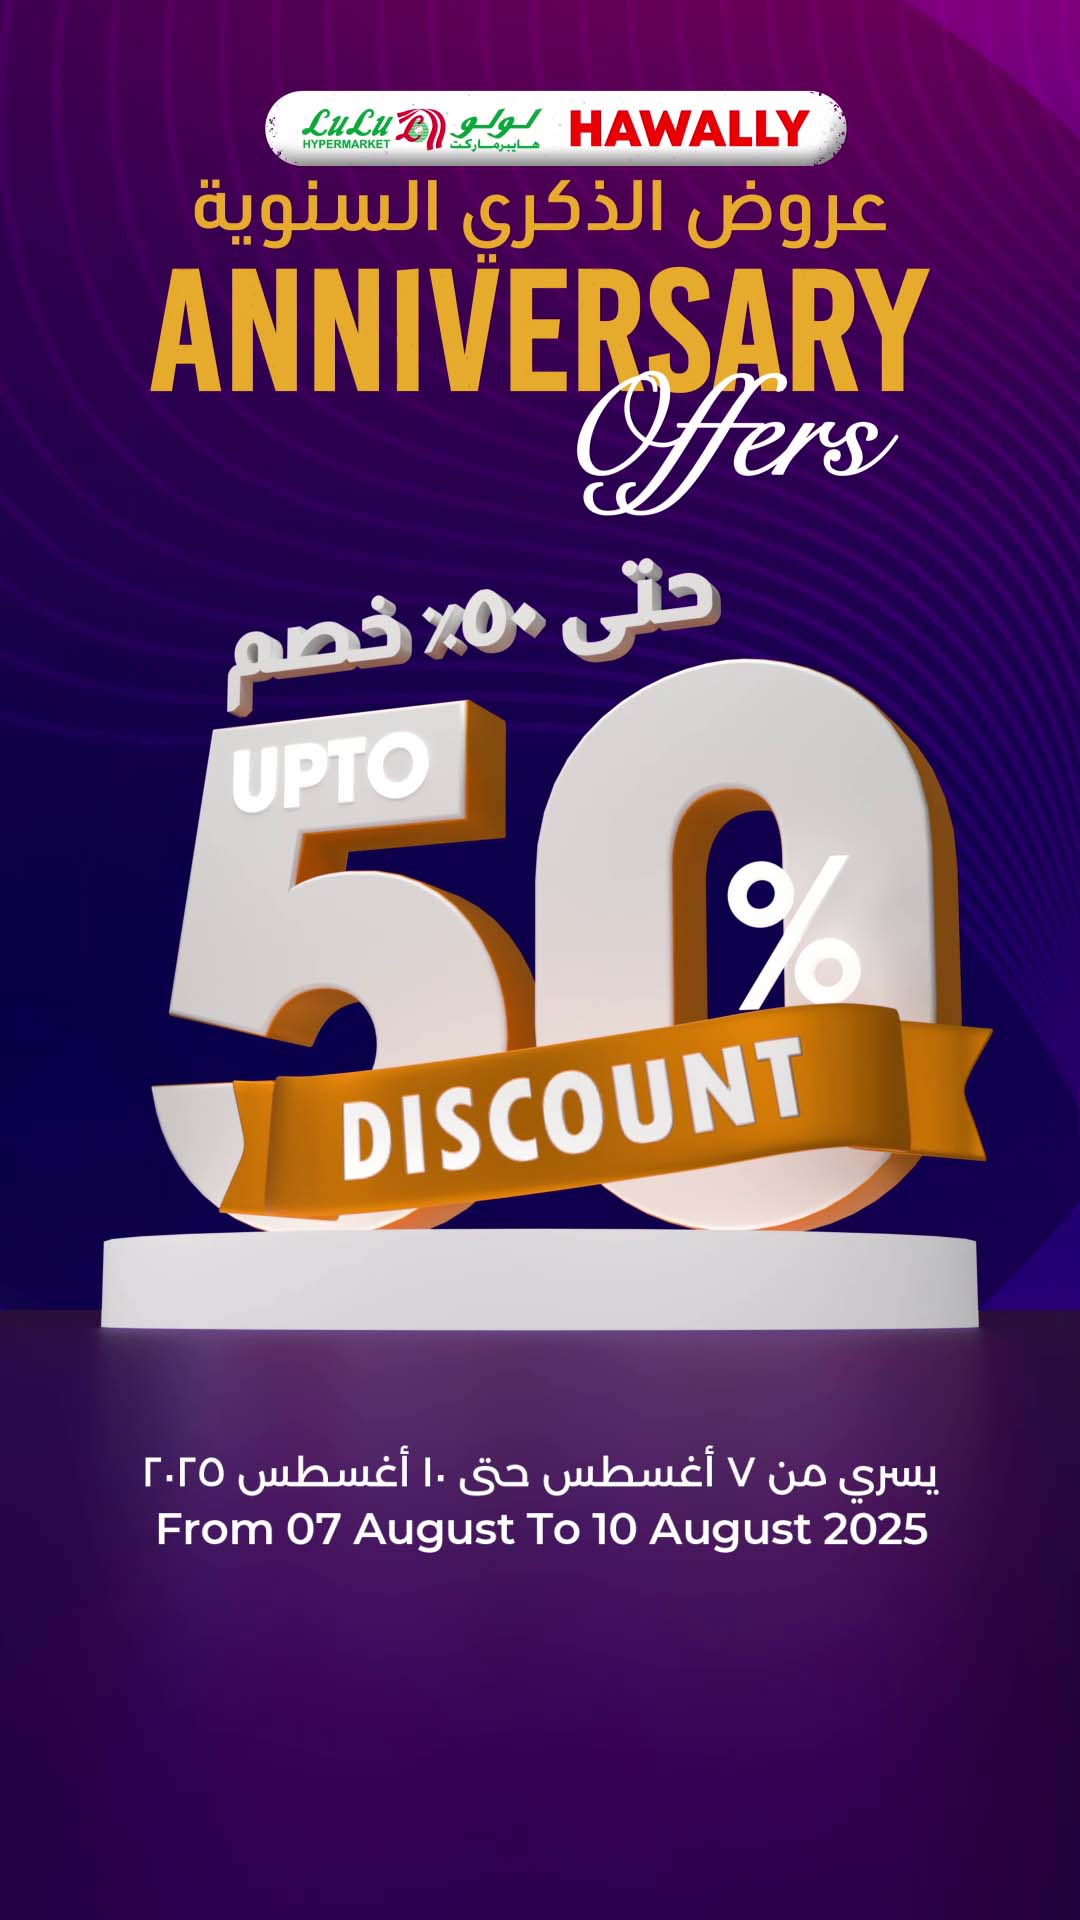 LuLu لولو HAWALLY
HYPERMARKET هايبرماركت
عروض الذكري السنوية
ANNIVERSARY
Offers
حتى ٥٠٪ خصم
UPTO
50%
DISCOUNT
يسري من ٧ أغسطس حتى ١٠ أغسطس ٢٠٢٥
From 07 August To 10 August 2025